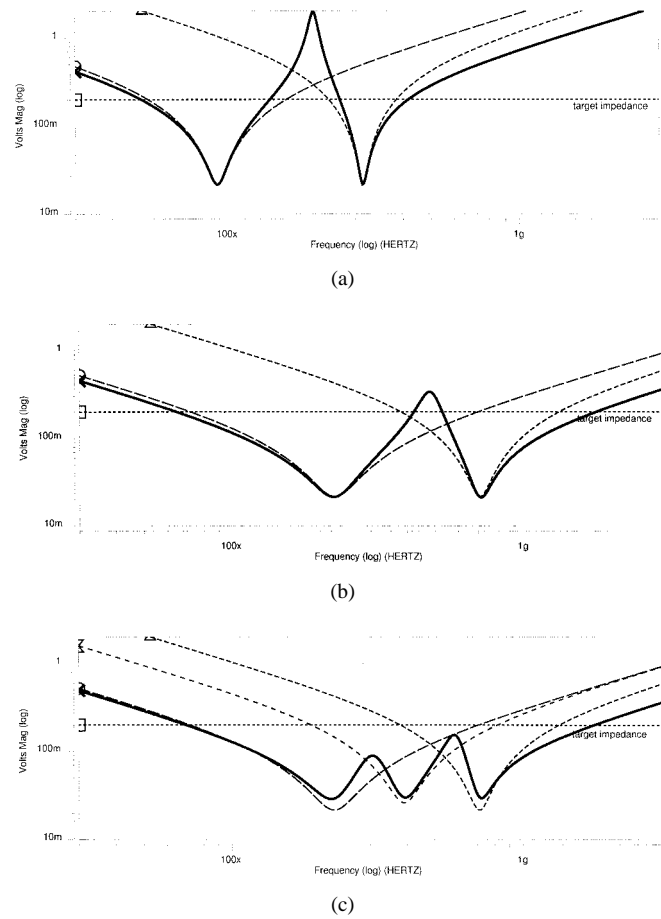 1
Volts Mag (log)
target impedance
100m
10m
100x
1g
Frequency (log) (HERTZ)
(a)
1
Volts Mag (log)
target impedance
100m
10m
100x
1g
Frequency (log) (HERTZ)
(b)
1
Volts Mag (log)
target impedance
100m
10m
100x
1g
Frequency (log) (HERTZ)
(c)